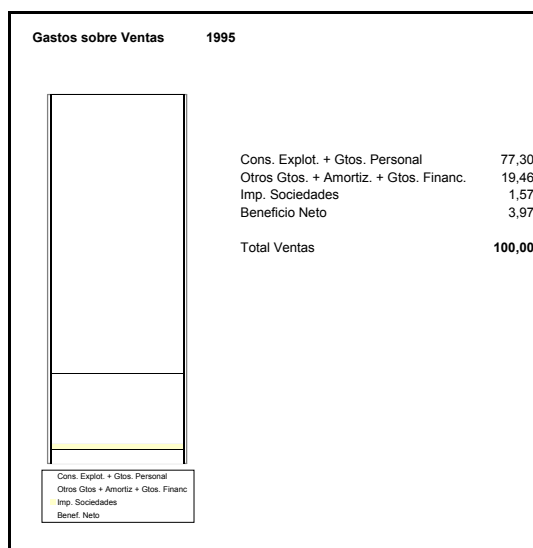 Gastos sobre Ventas 1995
Cons. Explot. + Gtos. Personal 77,30
Otros Gtos. + Amortiz. + Gtos. Financ. 19,46
Imp. Sociedades 1,57
Beneficio Neto 3,97
Total Ventas 100,00
Cons. Explot. + Gtos. Personal
Otros Gtos + Amortiz + Gtos. Financ
Imp. Sociedades
Benef. Neto